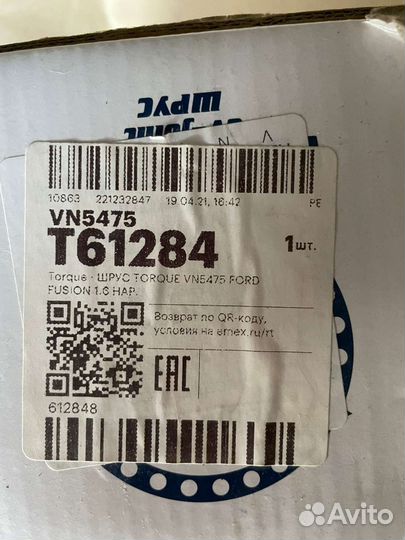 ШРУС
10863 221232847 19.04.21, 16:42 PE
VN5475
T61284 1шт.
Torque · ШРУС TORQUE VN5475 FORD
FUSION 1.6 НАР.
Возврат по QR-коду,
условия на emex.ru/rt
EAC
612848
Avito